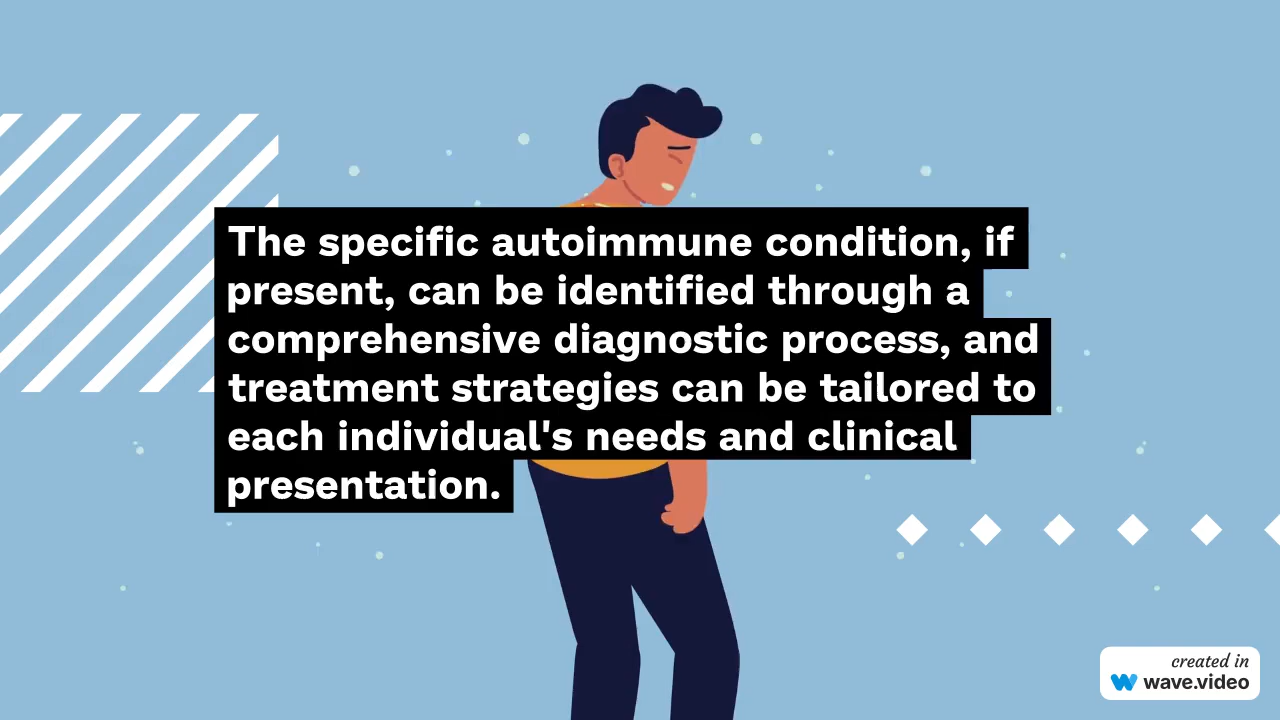 The specific autoimmune condition, if
present, can be identified through a
comprehensive diagnostic process, and
treatment strategies can be tailored to
each individual's needs and clinical
presentation.
created in
wave.video